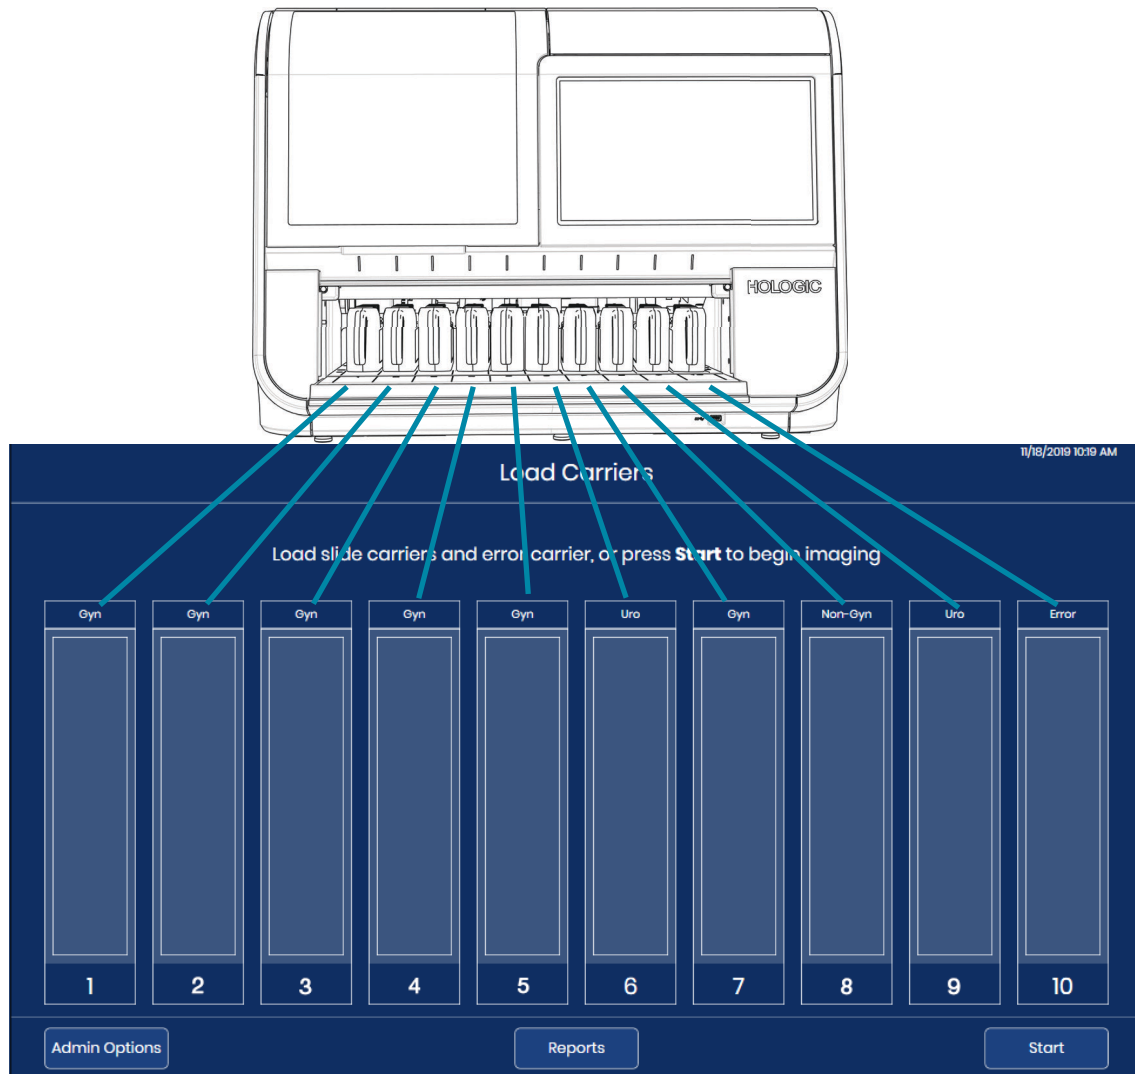 HOLOGIC
11/18/2019 10:19 AM
Load Carriers
Load slide carriers and error carrier, or press Start to begin imaging
Gyn Gyn Gyn Gyn Gyn Uro Gyn Non-Gyn Uro Error
1 2 3 4 5 6 7 8 9 10
Admin Options Reports Start